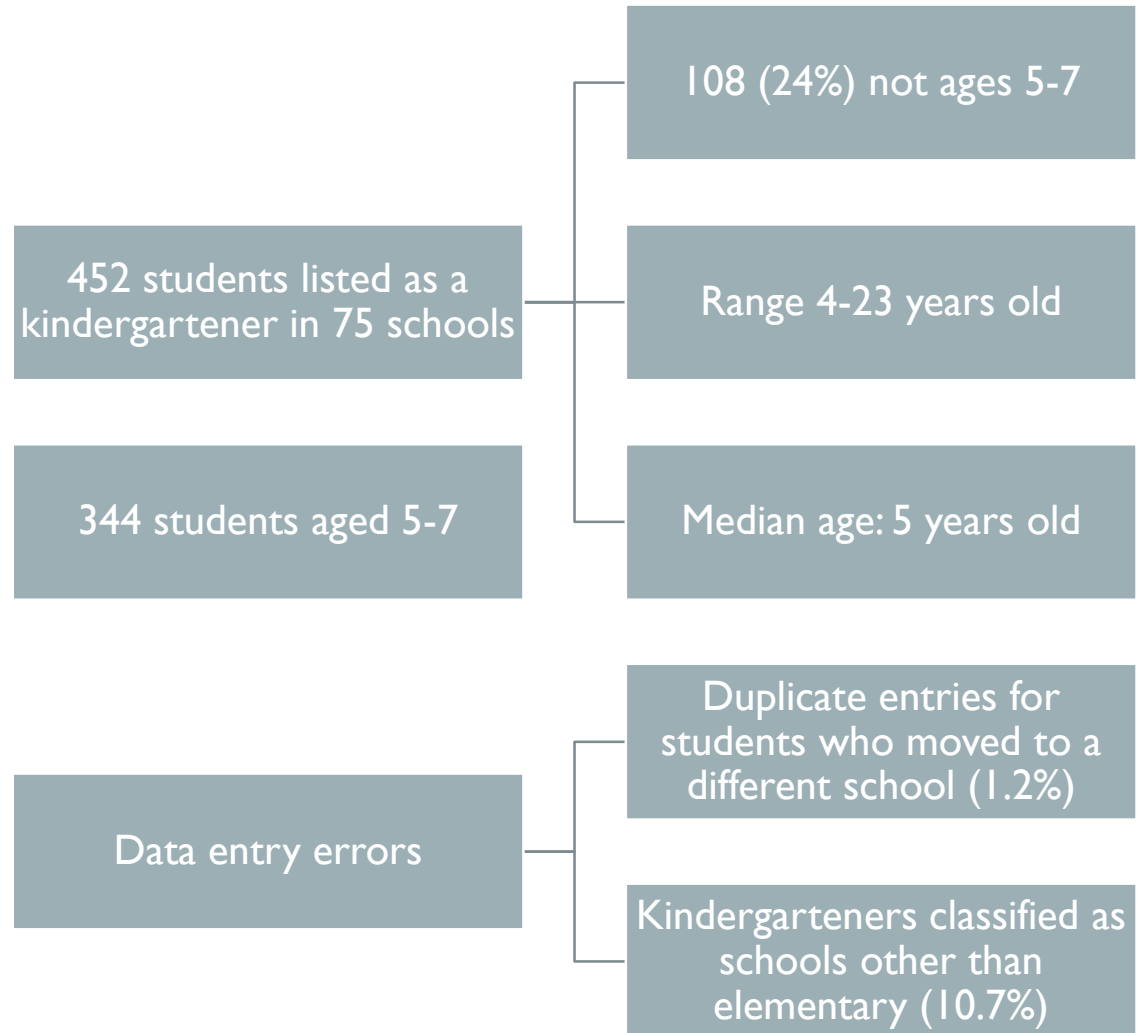 452 students listed as a
kindergartener in 75 schools
108 (24%) not ages 5-7
Range 4-23 years old
Median age: 5 years old
344 students aged 5-7
Data entry errors
Duplicate entries for
students who moved to a
different school (1.2%)
Kindergarteners classified as
schools other than
elementary (10.7%)